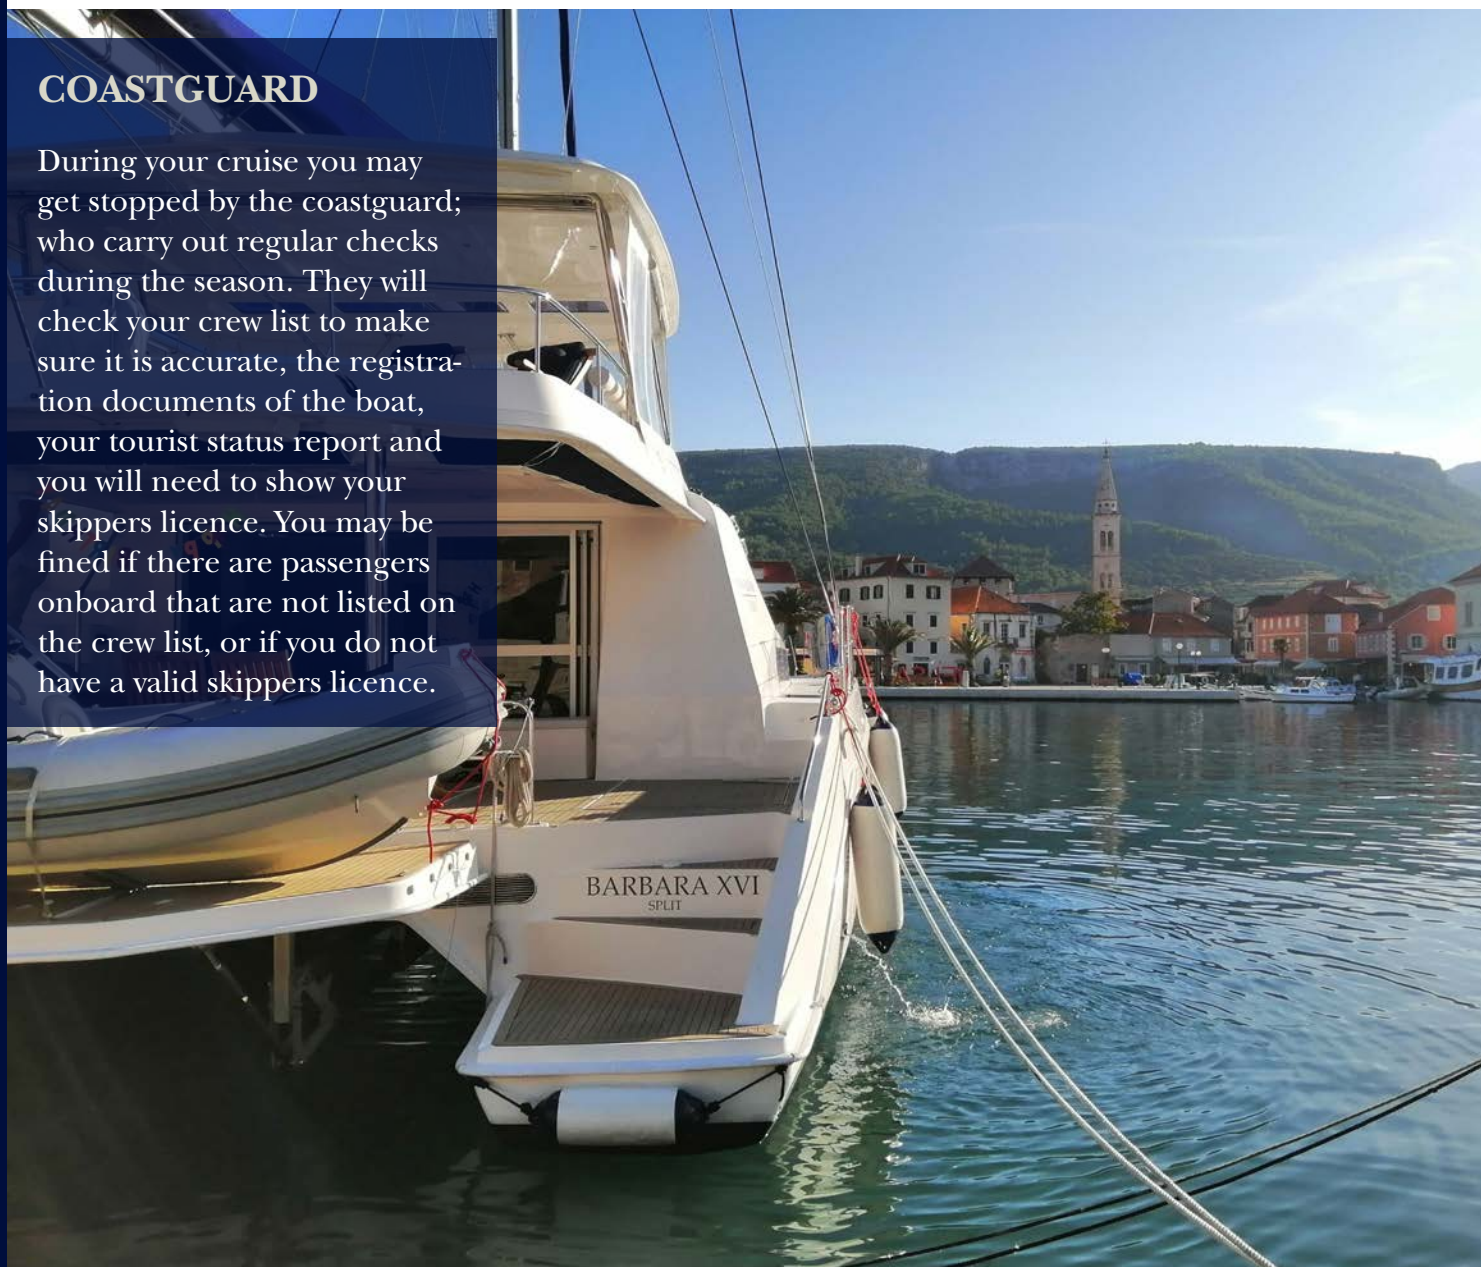 COASTGUARD
During your cruise you may
get stopped by the coastguard;
who carry out regular checks
during the season. They will
check your crew list to make
sure it is accurate, the registra-
tion documents of the boat,
your tourist status report and
you will need to show your
skippers licence. You may be
fined if there are passengers
onboard that are not listed on
the crew list, or if you do not
have a valid skippers licence.
BARBARA XVI
SPLIT